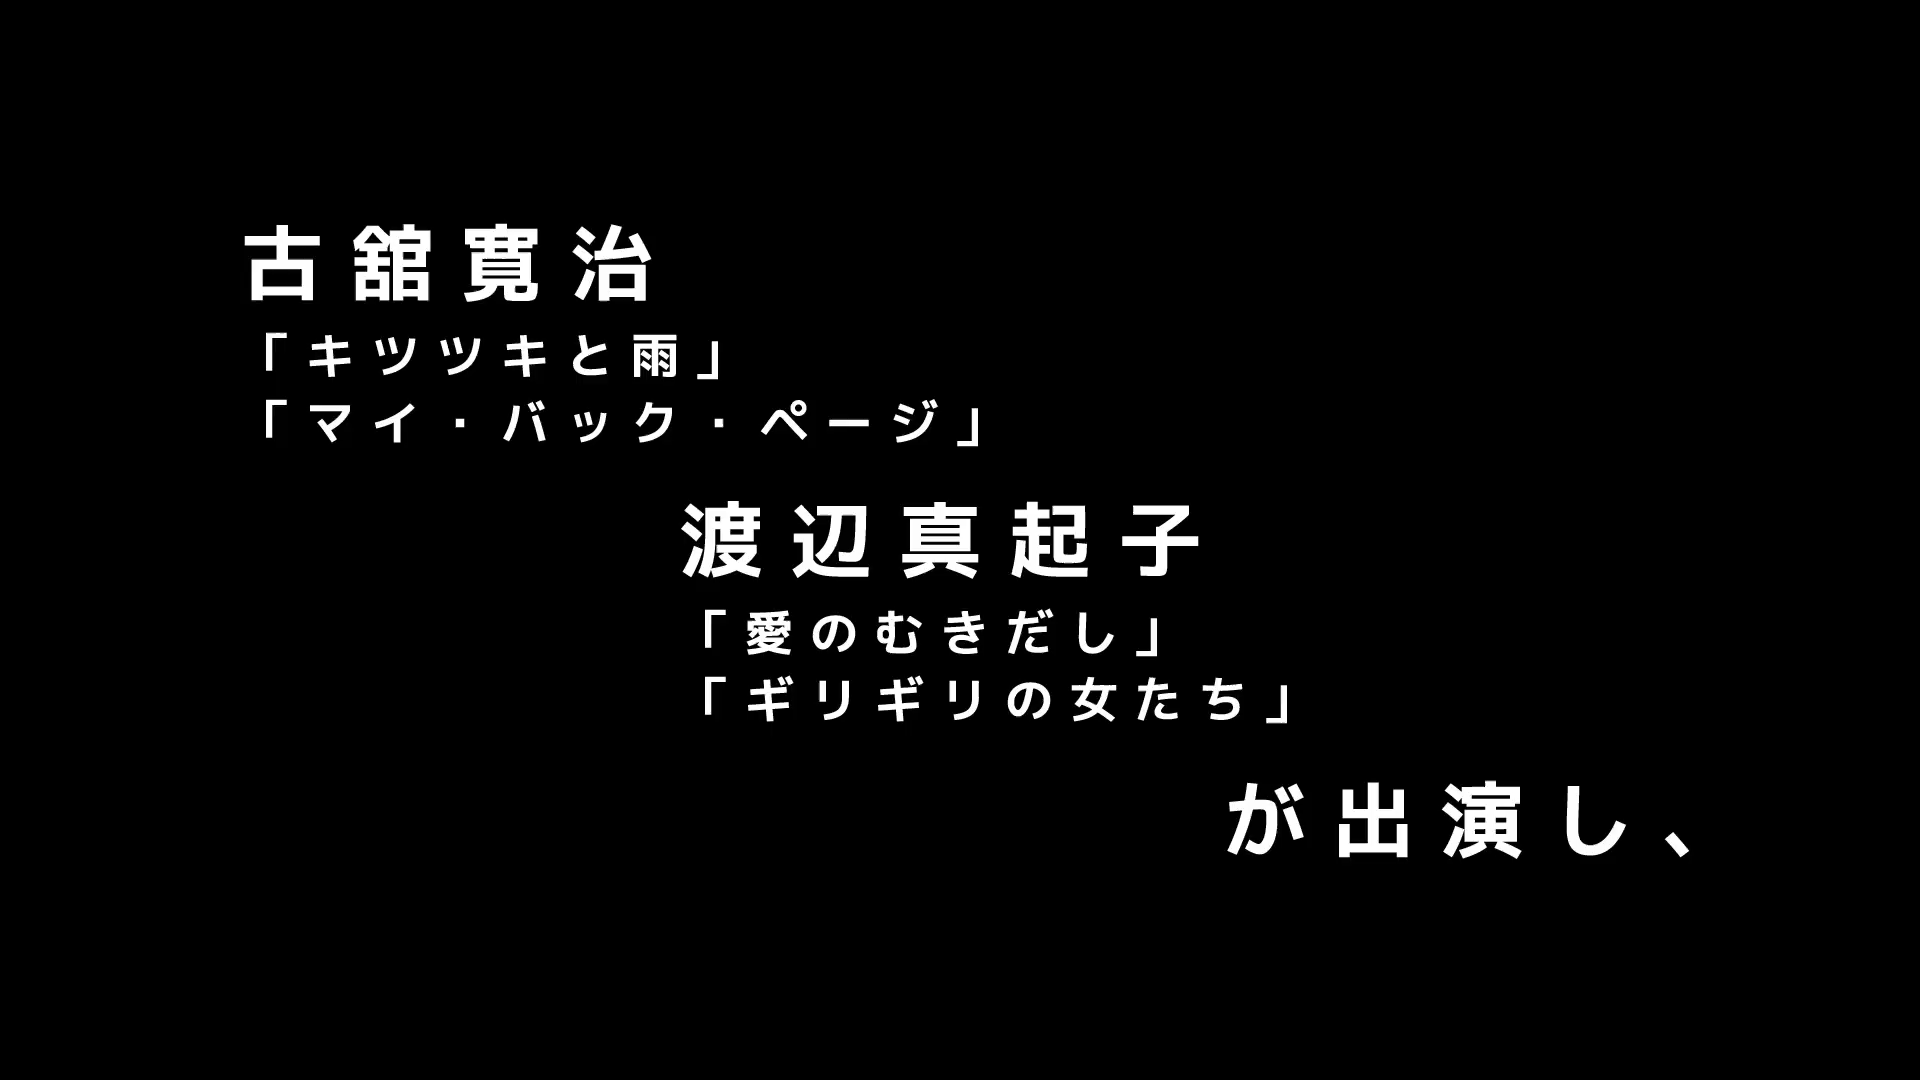 古舘寛治
「キツツキと雨」
「マイ・バック・ページ」
渡辺真起子
「愛のむきだし」
「ギリギリの女たち」
が出演し、